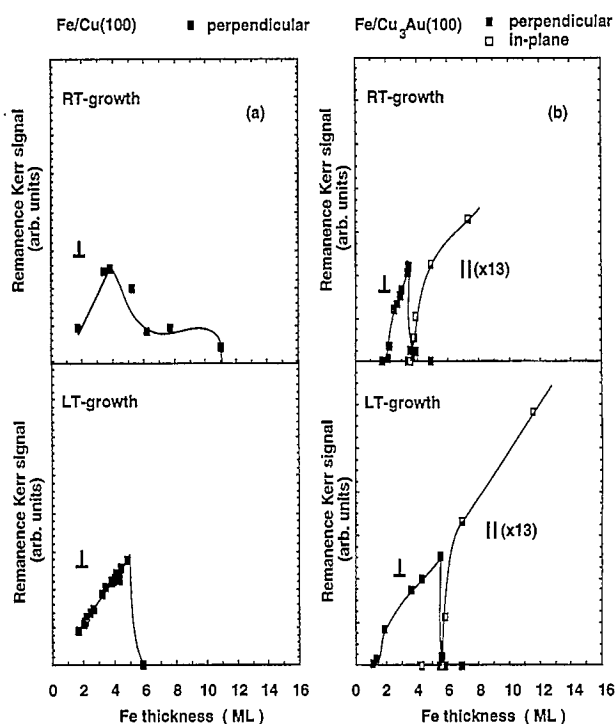 Fe/Cu(100) ■ perpendicular
Fe/Cu3Au(100) ■ perpendicular
□ in-plane
RT-growth (a)
Remanence Kerr signal
(arb. units)
⊥
LT-growth
Remanence Kerr signal
(arb. units)
⊥
0 2 4 6 8 10 12 14 16
Fe thickness ( ML )
RT-growth (b)
Remanence Kerr signal
(arb. units)
⊥
||(x13)
LT-growth
Remanence Kerr signal
(arb. units)
⊥
||(x13)
0 2 4 6 8 10 12 14 16
Fe thickness ( ML )